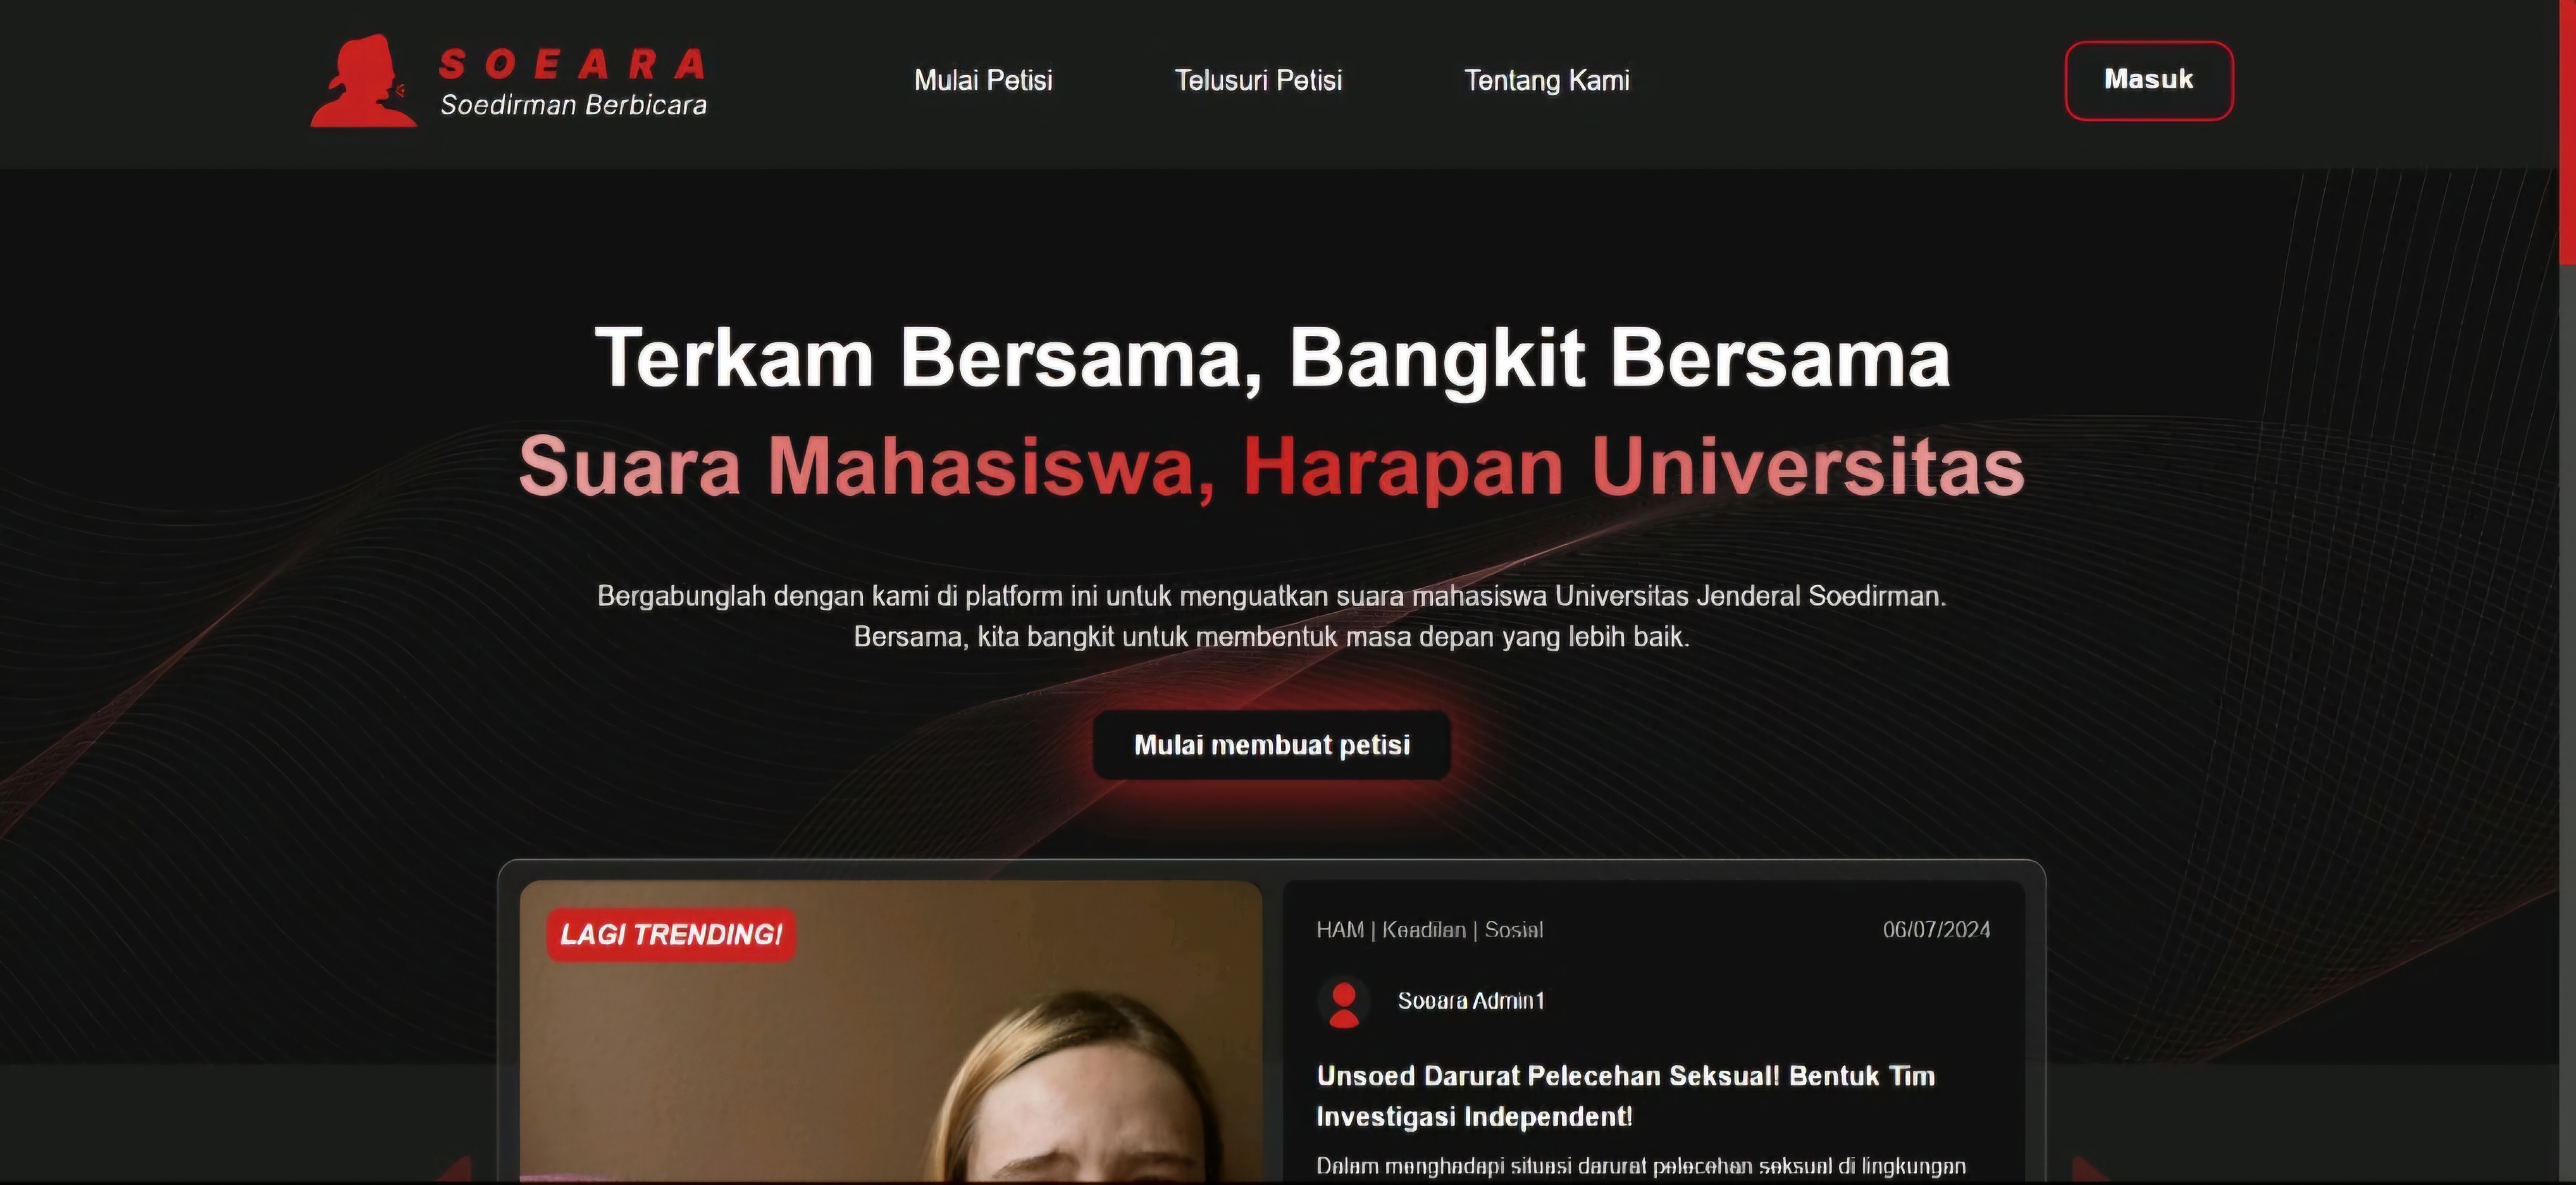 SOEARA
Soedirman Berbicara
Mulai Petisi
Telusuri Petisi
Tentang Kami
Masuk
Terkam Bersama, Bangkit Bersama
Suara Mahasiswa, Harapan Universitas
Bergabunglah dengan kami di platform ini untuk menguatkan suara mahasiswa Universitas Jenderal Soedirman.
Bersama, kita bangkit untuk membentuk masa depan yang lebih baik.
Mulai membuat petisi
LAGI TRENDING!
HAM | Keadilan | Sosial
06/07/2024
Soeara Admin1
Unsoed Darurat Pelecehan Seksual! Bentuk Tim
Investigasi Independent!
Dalam menghadapi situasi darurat pelecehan seksual di lingkungan